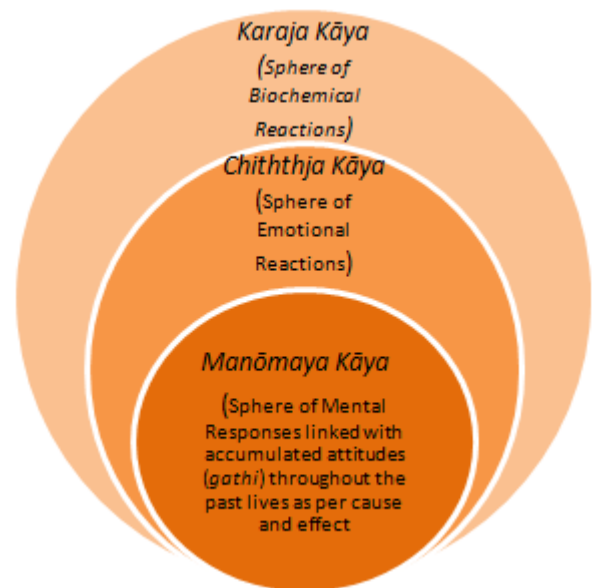 Karaja Kāya
(Sphere of
Biochemical
Reactions)
Chiththja Kāya
(Sphere of
Emotional
Reactions)
Manōmaya Kāya
(Sphere of Mental
Responses linked with
accumulated attitudes
(gathi) throughout the
past lives as per cause
and effect